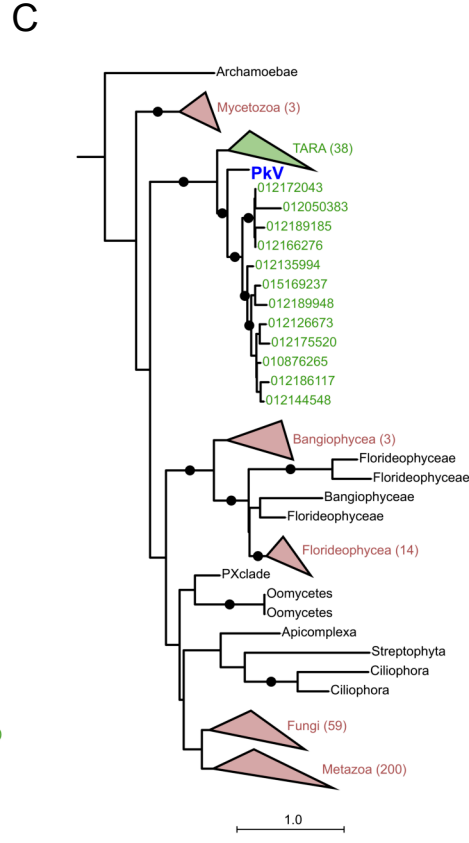 C
Archamoebae
Mycetozoa (3)
TARA (38)
PkV
012172043
012050383
012189185
012166276
012135994
015169237
012189948
012126673
012175520
010876265
012186117
012144548
Bangiophycea (3)
Florideophyceae
Florideophyceae
Bangiophyceae
Florideophyceae
Florideophycea (14)
PXclade
Oomycetes
Oomycetes
Apicomplexa
Streptophyta
Ciliophora
Ciliophora
Fungi (59)
Metazoa (200)
1.0